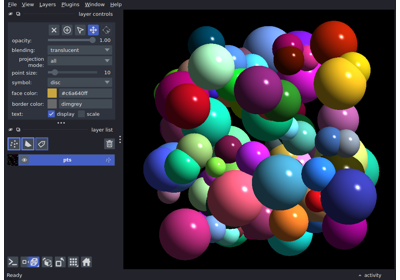 File View Layers Plugins Window Help
layer controls
opacity: 1.00
blending: translucent
projection mode: all
point size: 10
symbol: disc
face color: #c6a640ff
border color: dimgrey
text: display scale
layer list
pts
Ready activity